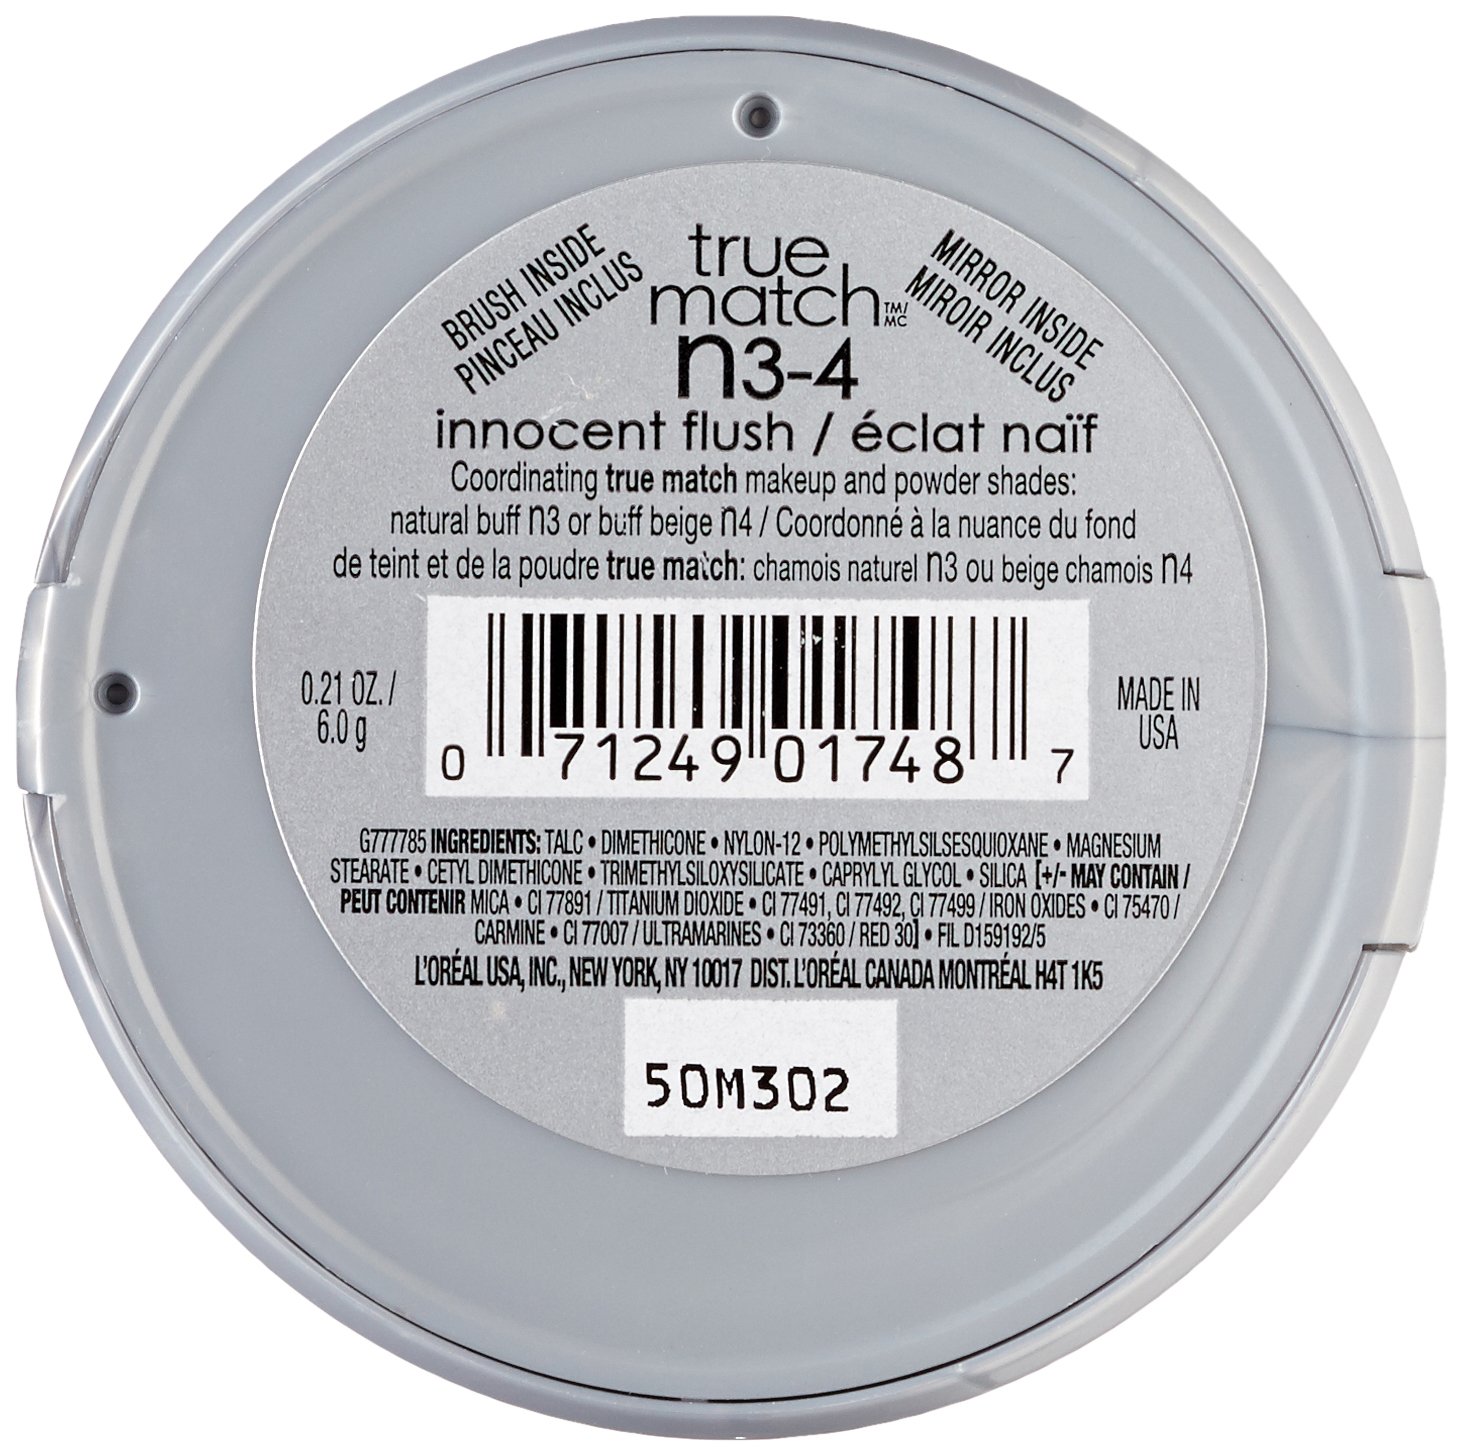 BRUSH INSIDE
PINCEAU INCLUS
true
match™/MC
MIRROR INSIDE
MIROIR INCLUS
n3-4
innocent flush / éclat naïf
Coordinating true match makeup and powder shades:
natural buff n3 or buff beige n4 / Coordonné à la nuance du fond
de teint et de la poudre true match: chamois naturel n3 ou beige chamois n4
0.21 OZ. /
6.0 g
0 71249 01748 7
MADE IN
USA
G777785 INGREDIENTS: TALC • DIMETHICONE • NYLON-12 • POLYMETHYLSILSESQUIOXANE • MAGNESIUM
STEARATE • CETYL DIMETHICONE • TRIMETHYLSILOXYSILICATE • CAPRYLYL GLYCOL • SILICA [+/- MAY CONTAIN /
PEUT CONTENIR MICA • CI 77891 / TITANIUM DIOXIDE • CI 77491, CI 77492, CI 77499 / IRON OXIDES • CI 75470 /
CARMINE • CI 77007 / ULTRAMARINES • CI 73360 / RED 30] • FIL D159192/5
L'ORÉAL USA, INC., NEW YORK, NY 10017 DIST. L'ORÉAL CANADA MONTRÉAL H4T 1K5
50M302